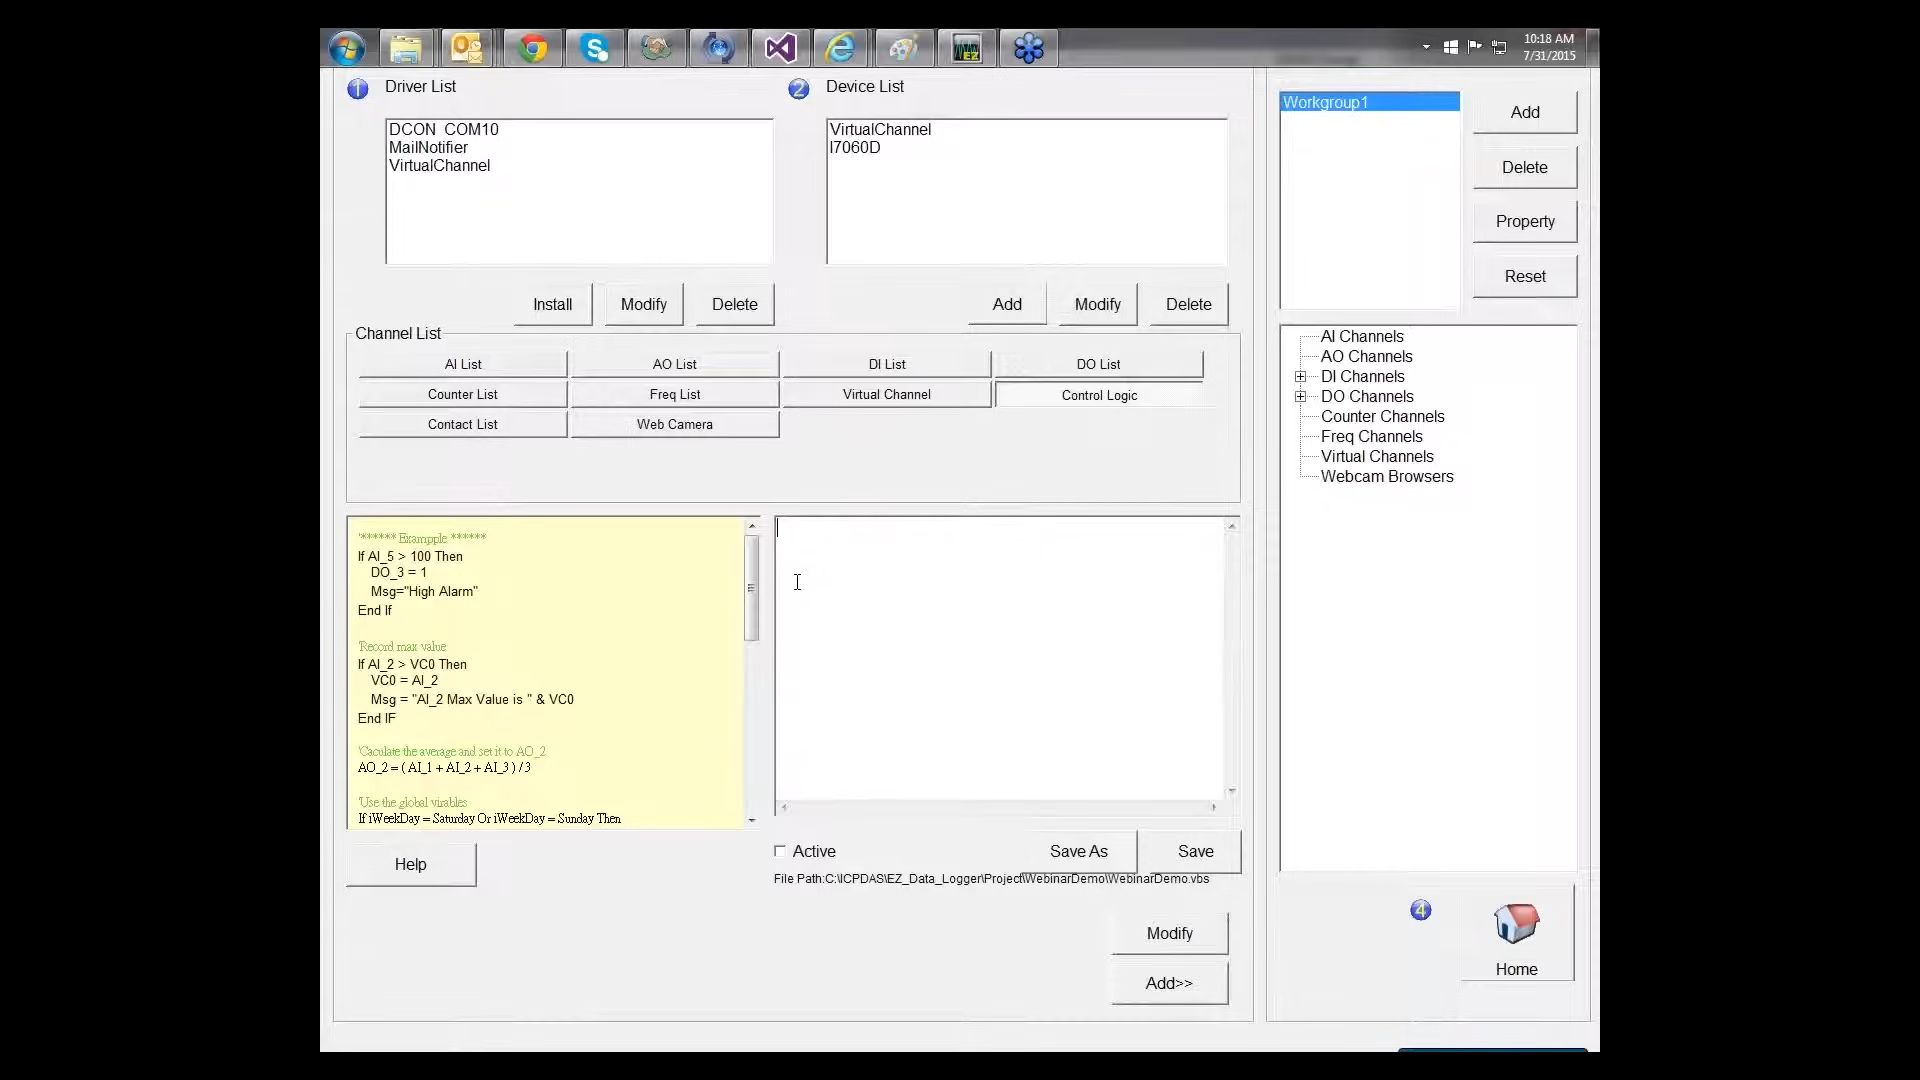 10:18 AM
7/31/2015
1
Driver List
DCON COM10
MailNotifier
VirtualChannel
Install
Modify
Delete
2
Device List
VirtualChannel
I7060D
Add
Modify
Delete
Channel List
AI List
AO List
DI List
DO List
Counter List
Freq List
Virtual Channel
Control Logic
Contact List
Web Camera
'****** Exampple ******
If AI_5 > 100 Then
DO_3 = 1
Msg="High Alarm"
End If
'Record max value
If AI_2 > VC0 Then
VC0 = AI_2
Msg = "AI_2 Max Value is " & VC0
End IF
'Caculate the average and set it to AO_2
AO_2 = ( AI_1 + AI_2 + AI_3 ) / 3
'Use the global virables
If iWeekDay = Saturday Or iWeekDay = Sunday Then
Help
Active
Save As
Save
File Path:C:\ICPDAS\EZ_Data_Logger\Project\WebinarDemo\WebinarDemo.vbs
Modify
Add>>
Workgroup1
Add
Delete
Property
Reset
AI Channels
AO Channels
DI Channels
DO Channels
Counter Channels
Freq Channels
Virtual Channels
Webcam Browsers
4
Home